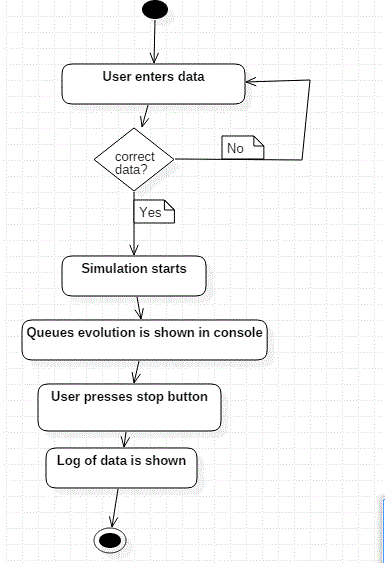 User enters data
correct
data?
No
Yes
Simulation starts
Queues evolution is shown in console
User presses stop button
Log of data is shown